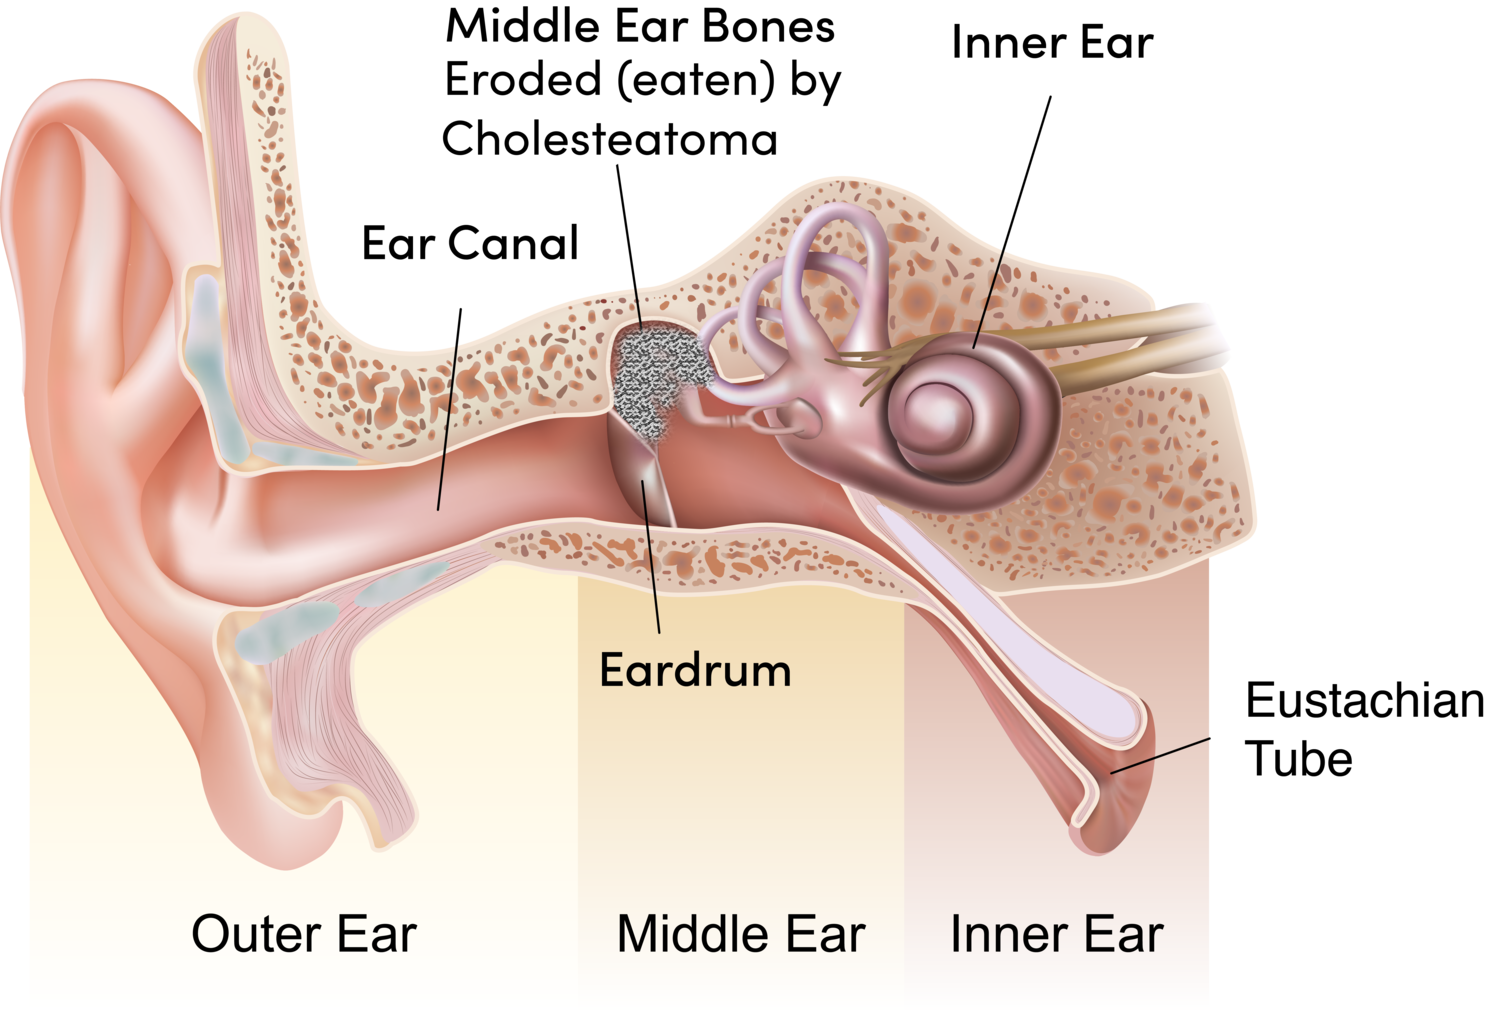 Middle Ear Bones
Eroded (eaten) by
Cholesteatoma
Inner Ear
Ear Canal
Eardrum
Eustachian
Tube
Outer Ear
Middle Ear
Inner Ear